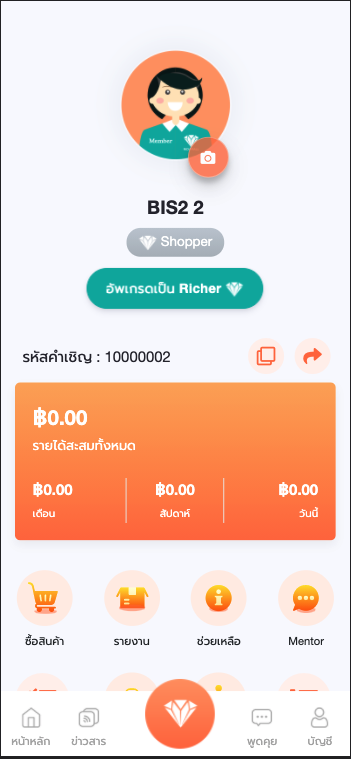 Member
BIS2 2
Shopper
อัพเกรดเป็น Richer
รหัสคำเชิญ : 10000002
฿0.00
รายได้สะสมทั้งหมด
฿0.00 ฿0.00 ฿0.00
เดือน สัปดาห์ วันนี้
ซื้อสินค้า รายงาน ช่วยเหลือ Mentor
หน้าหลัก ข่าวสาร พูดคุย บัญชี